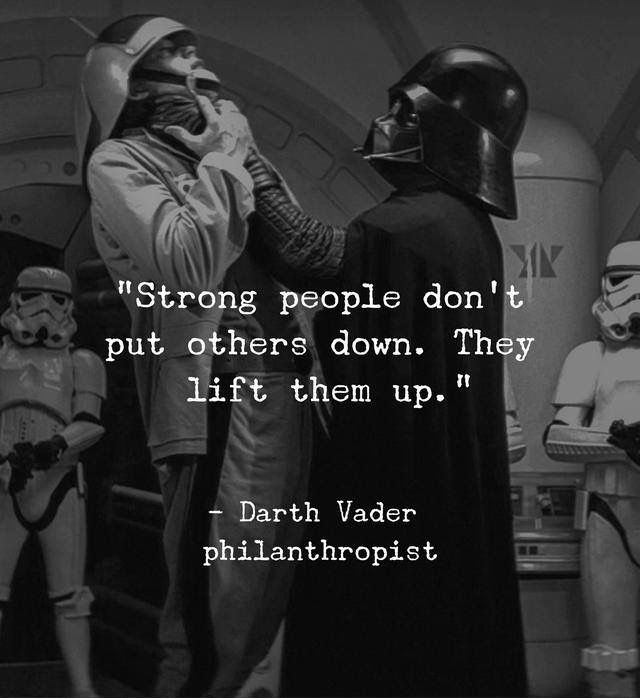 "Strong people don't
put others down. They
lift them up."
- Darth Vader
philanthropist